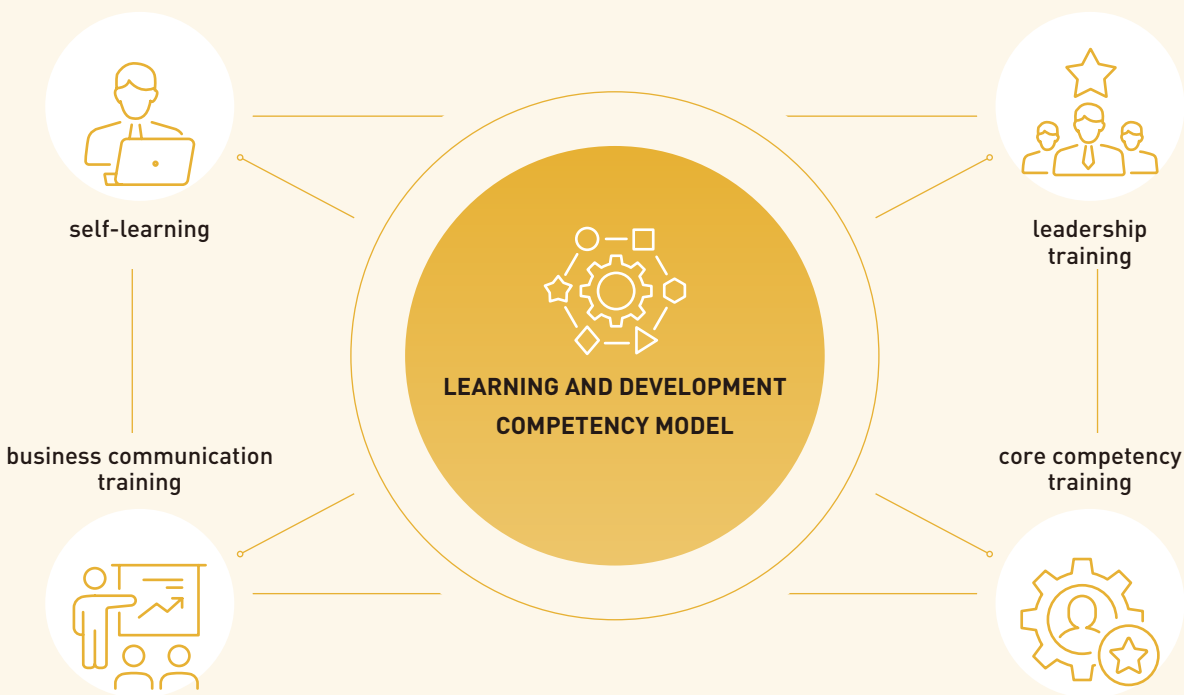 self-learning
leadership
training
LEARNING AND DEVELOPMENT
COMPETENCY MODEL
business communication
training
core competency
training